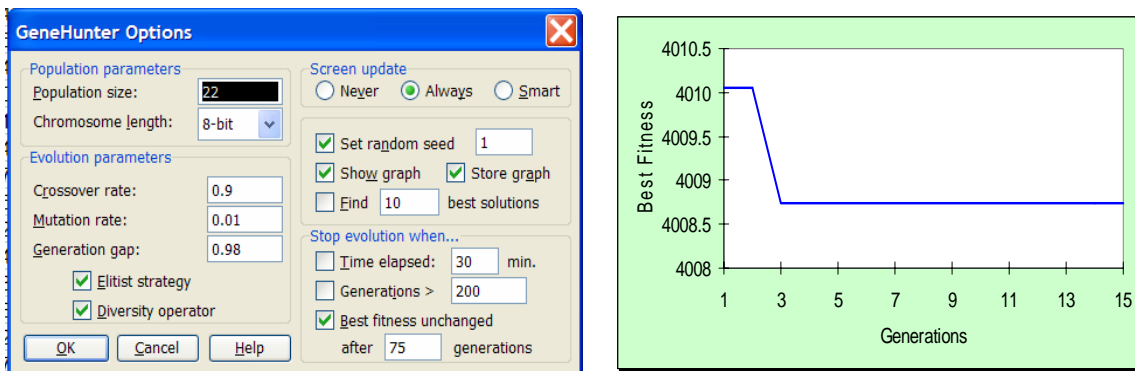 GeneHunter Options
Population parameters
Population size: 22
Chromosome length: 8-bit
Evolution parameters
Crossover rate: 0.9
Mutation rate: 0.01
Generation gap: 0.98
Elitist strategy
Diversity operator
OK Cancel Help
Screen update
Never Always Smart
Set random seed 1
Show graph Store graph
Find 10 best solutions
Stop evolution when...
Time elapsed: 30 min.
Generations > 200
Best fitness unchanged
after 75 generations
Best Fitness
4010.5
4010
4009.5
4009
4008.5
4008
1 3 5 7 9 11 13 15
Generations